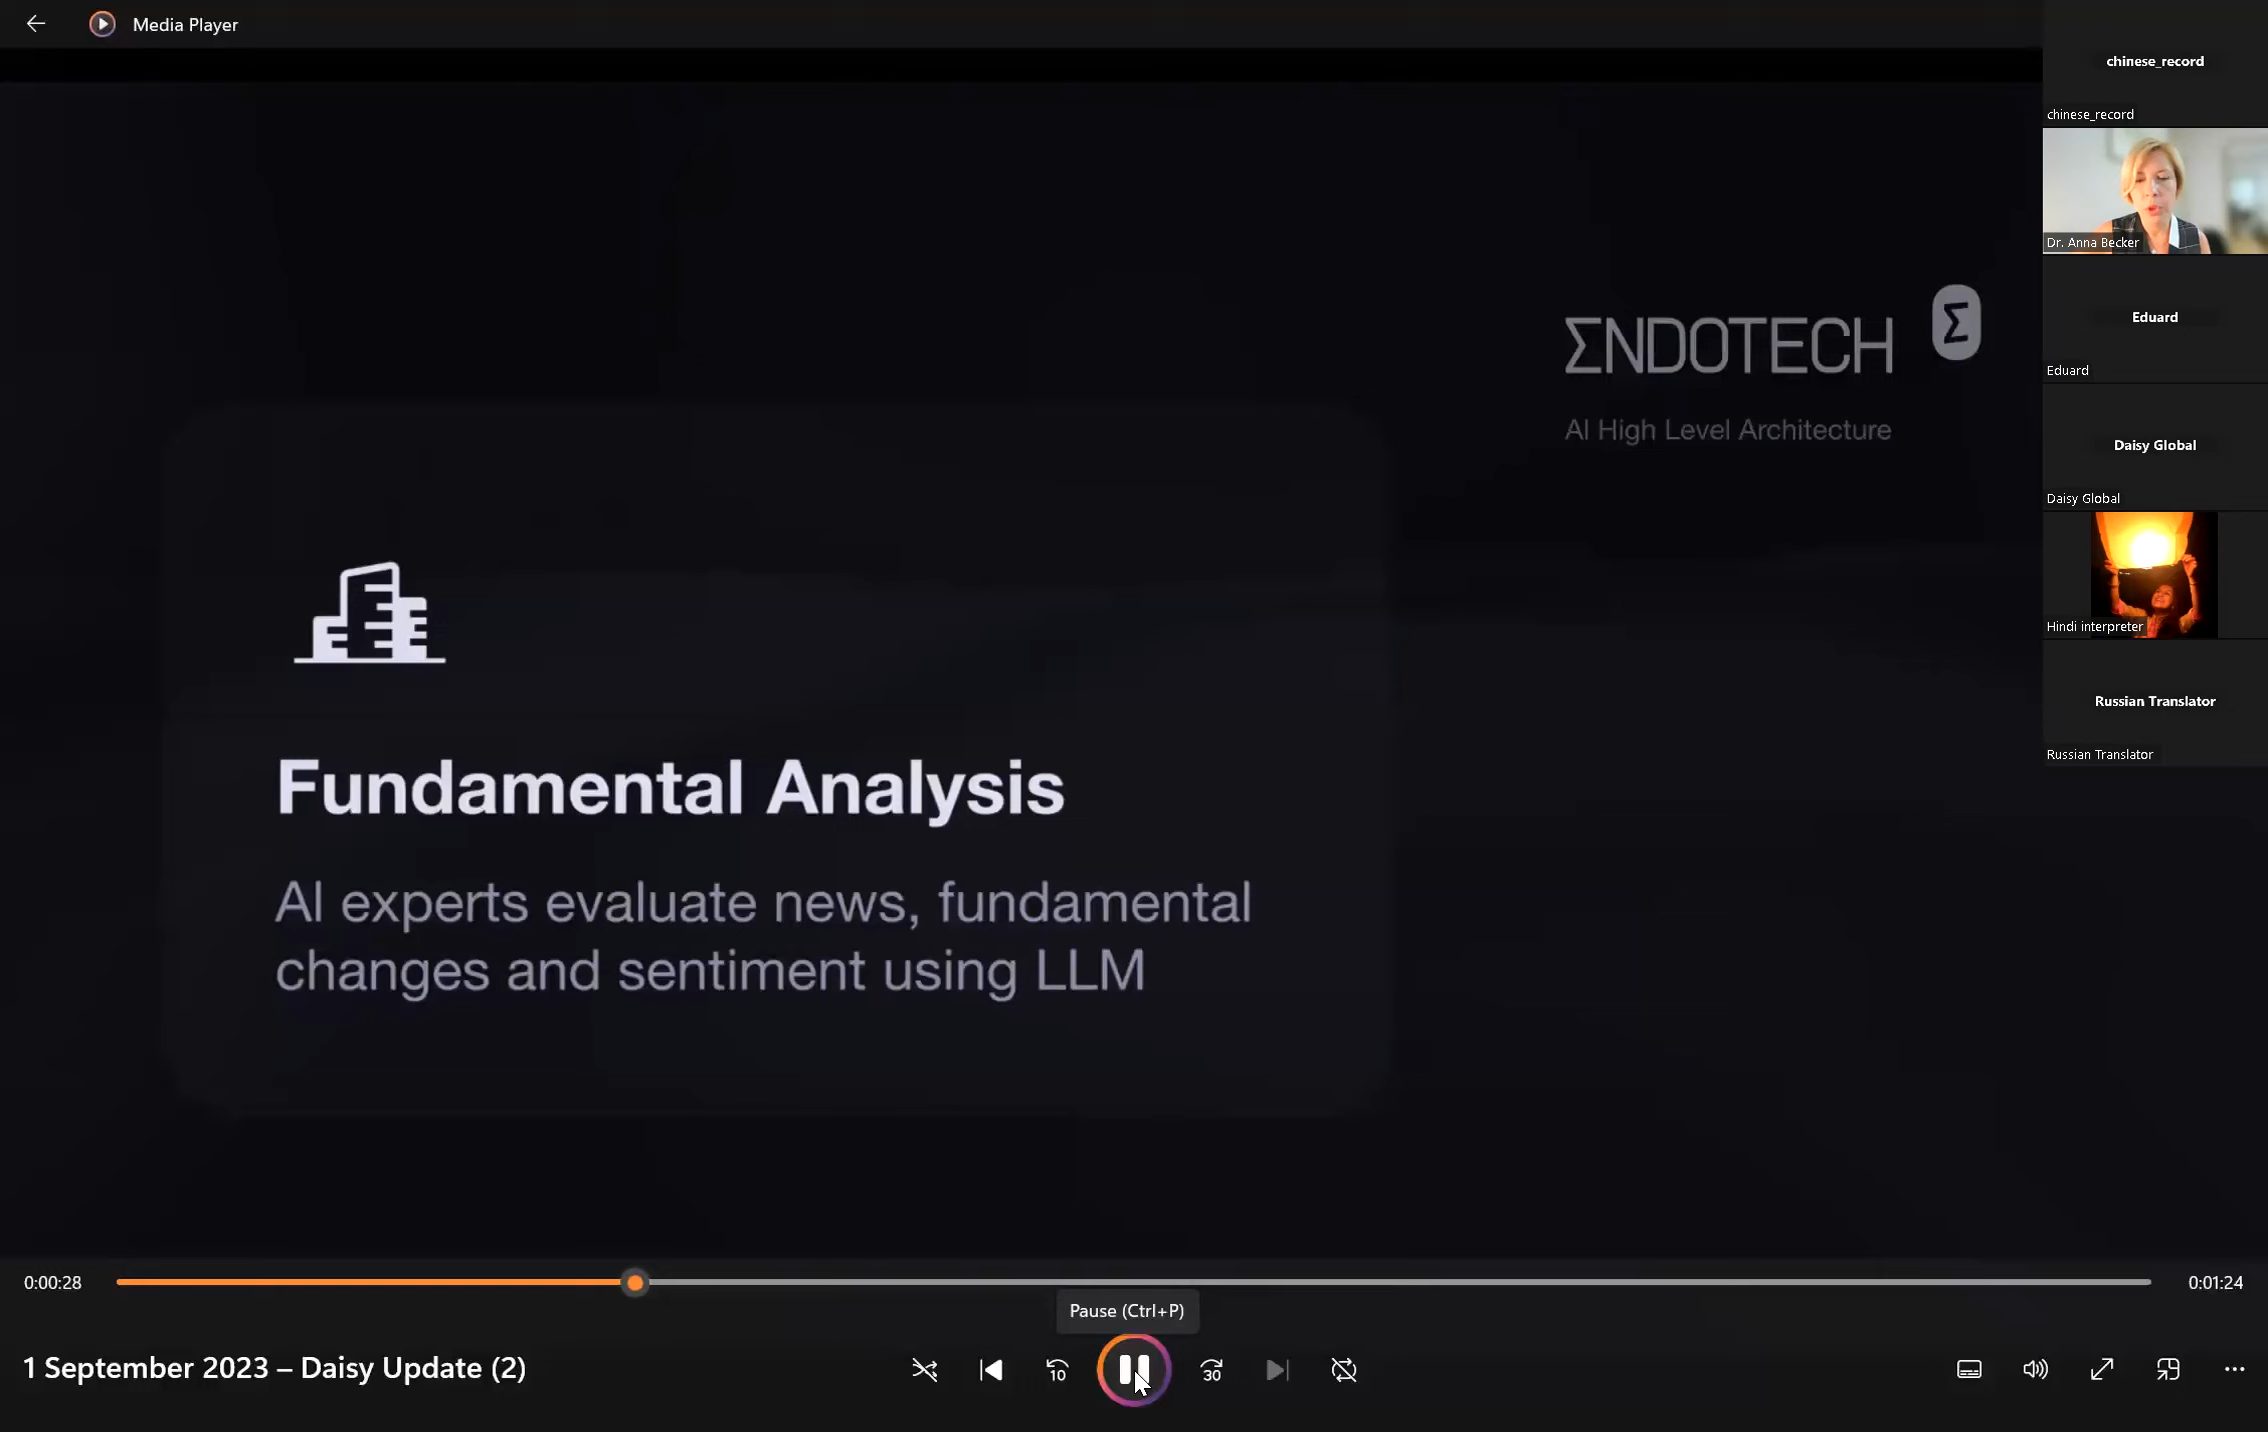 Media Player
chinese_record
chinese_record
Dr. Anna Becker
Eduard
Eduard
Daisy Global
Daisy Global
Hindi interpreter
Russian Translator
Russian Translator
ΣNDOTECH Σ
AI High Level Architecture
Fundamental Analysis
AI experts evaluate news, fundamental
changes and sentiment using LLM
0:00:28
0:01:24
Pause (Ctrl+P)
1 September 2023 – Daisy Update (2)
10
30